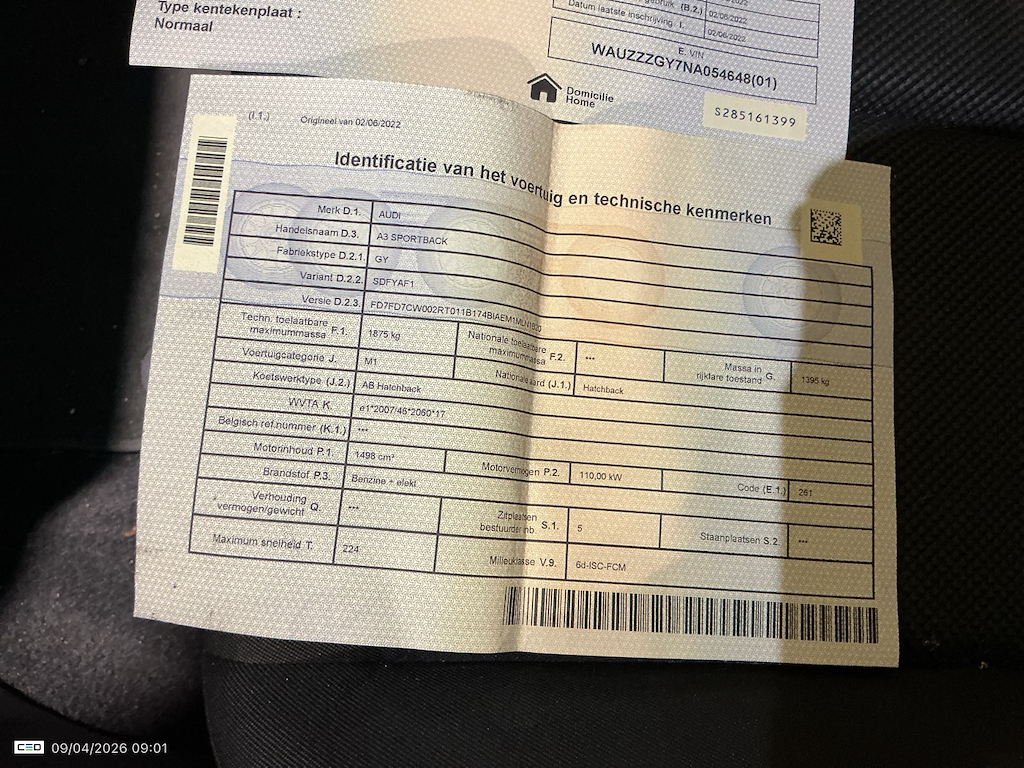 Type kentekenplaat :
Normaal
(B.2.) 02/06/2022
Datum laatste inschrijving I. 02/06/2022
E. VIN
WAUZZZGY7NA054648(01)
Domicilie
Home
S285161399
(I.1.) Origineel van 02/06/2022
Identificatie van het voertuig en technische kenmerken
Merk D.1. AUDI
Handelsnaam D.3. A3 SPORTBACK
Fabriekstype D.2.1. GY
Variant D.2.2. SDFYAF1
Versie D.2.3. FD7FD7CW002RT011B174BIAEM1MLN1820
Techn. toelaatbare maximummassa F.1. 1875 kg Nationale toelaatbare maximummassa F.2. --- Massa in rijklare toestand G. 1395 kg
Voertuigcategorie J. M1 Nationale aard (J.1.) Hatchback
Koetswerktype (J.2.) AB Hatchback
WVTA K. e1*2007/46*2060*17
Belgisch ref.nummer (K.1.) ---
Motorinhoud P.1. 1498 cm³ Motorvermogen P.2. 110,00 kW Code (E.1.) 261
Brandstof P.3. Benzine + elekt
Verhouding vermogen/gewicht Q. --- Zitplaatsen bestuurder inb S.1. 5 Staanplaatsen S.2. ---
Maximum snelheid T. 224 Milieuklasse V.9. 6d-ISC-FCM
CEO 09/04/2026 09:01